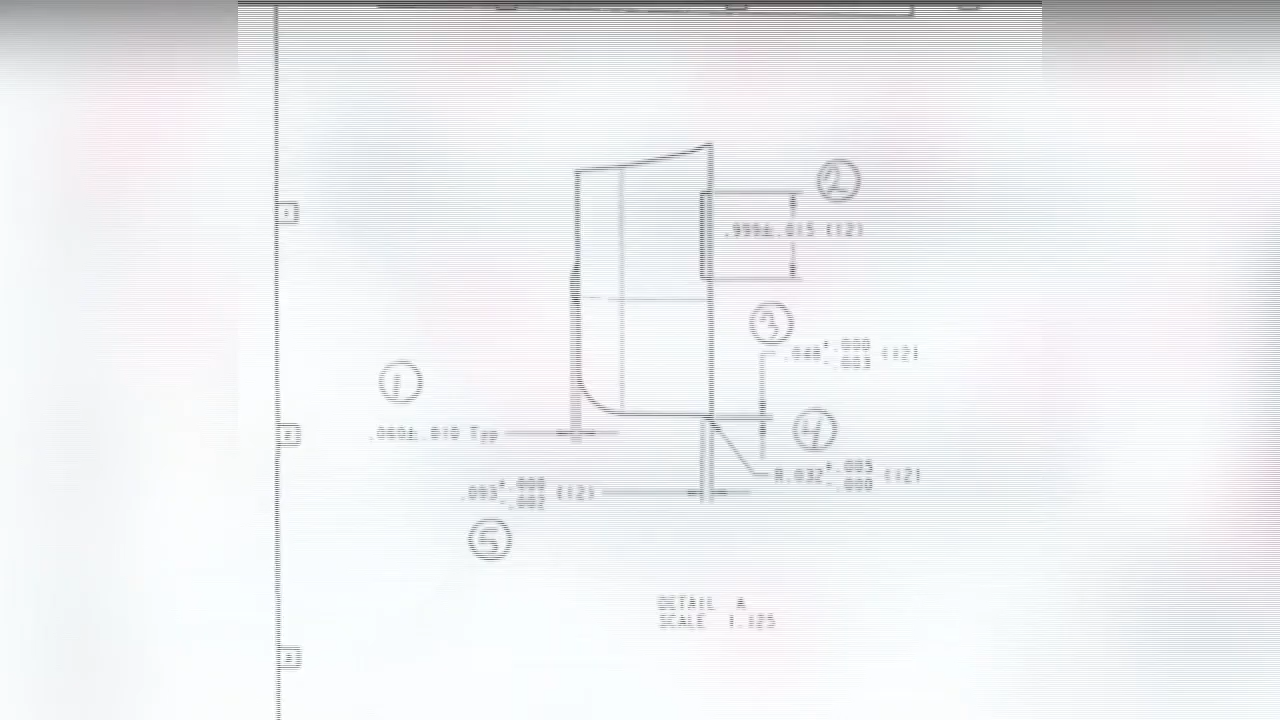 2
.999±.015 (12)
3
.048+.000 -.003 (12)
1
4
.060±.010 Typ
R.032+.005 -.000 (12)
.093+.000 -.002 (12)
5
DETAIL A
SCALE 1.125